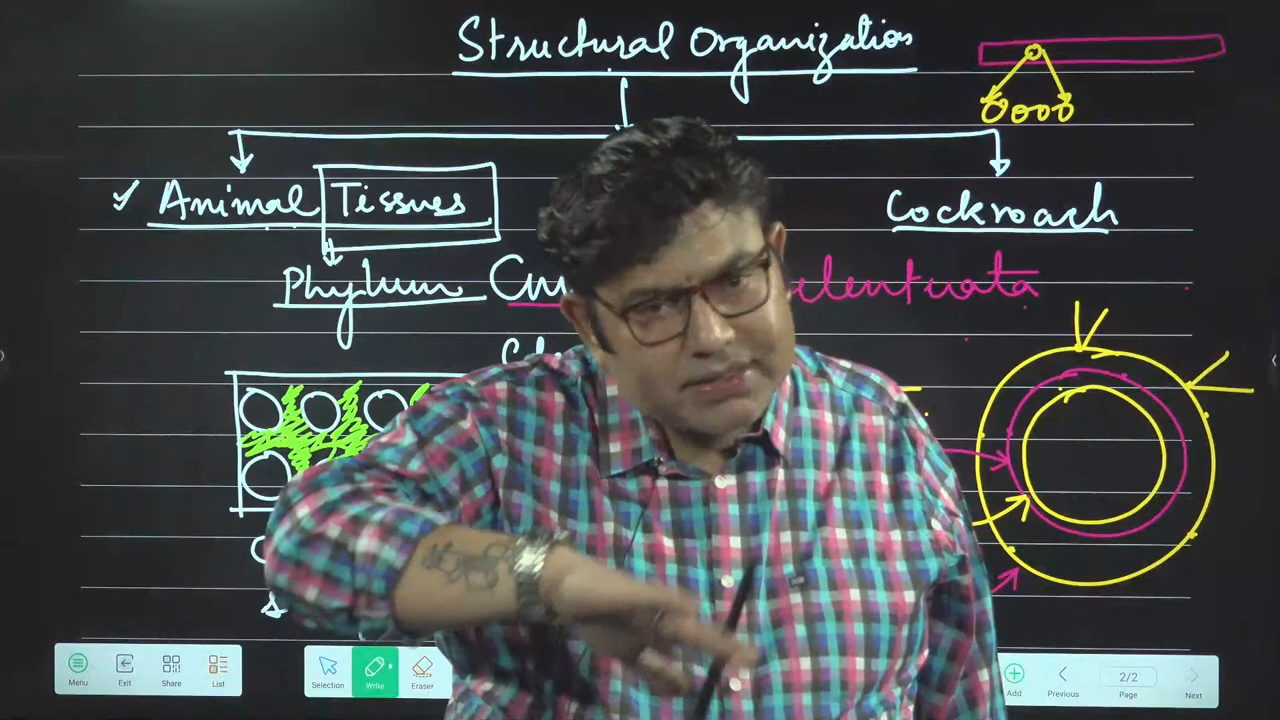 Structural Organization
Animal Tissues
Cockroach
Phylum
Menu
Exit
Share
List
Selection
Write
Eraser
Add
Previous
2/2
Page
Next